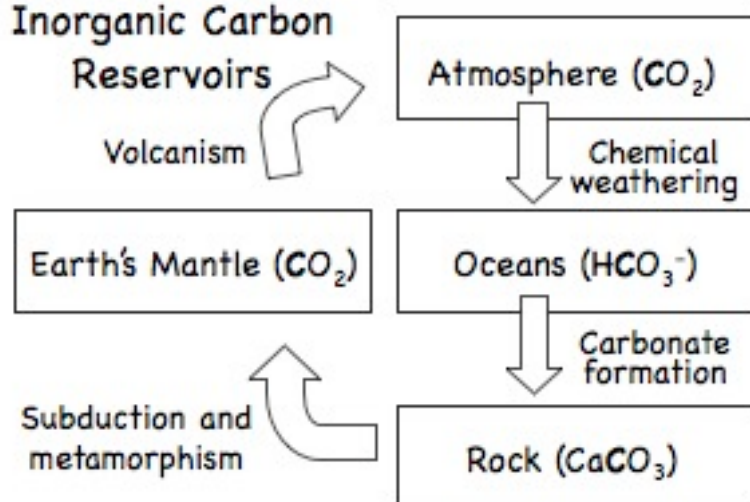 Inorganic Carbon
Reservoirs
Atmosphere (CO₂)
Volcanism
Chemical
weathering
Earth's Mantle (CO₂)
Oceans (HCO₃⁻)
Carbonate
formation
Subduction and
metamorphism
Rock (CaCO₃)